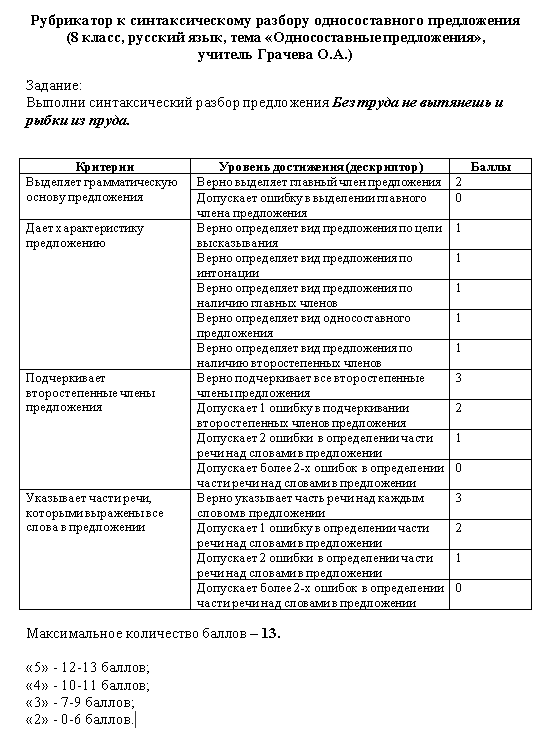 Рубрикатор к синтаксическому разбору односоставного предложения
(8 класс, русский язык, тема «Односоставные предложения»,
учитель Грачева О.А.)
Задание:
Выполни синтаксический разбор предложения Без труда не вытянешь и
рыбки из пруда.
Критерии Уровень достижения (дескриптор) Баллы
Выделяет грамматическую
основу предложения
Верно выделяет главный член предложения 2
Допускает ошибку в выделении главного
члена предложения 0
Дает х арактеристику
предложению
Верно определяет вид предложения по цели
высказывания 1
Верно определяет вид предложения по
интонации 1
Верно определяет вид предложения по
наличию главных членов 1
Верно определяет вид односоставного
предложения 1
Верно определяет вид предложения по
наличию второстепенных членов 1
Подчеркивает
второстепенные члены
предложения
Верно подчеркивает все второстепенные
члены предложения 3
Допускает 1 ошибку в подчеркивании
второстепенных членов предложения 2
Допускает 2 ошибки в определении части
речи над словами в предложении 1
Допускает более 2-х ошибок в определении
части речи над словами в предложении 0
Указывает части речи,
которыми выражены все
слова в предложении
Верно указывает часть речи над каждым
словом в предложении 3
Допускает 1 ошибку в определении части
речи над словами в предложении 2
Допускает 2 ошибки в определении части
речи над словами в предложении 1
Допускает более 2-х ошибок в определении
части речи над словами в предложении 0
Максимальное количество баллов – 13.
«5» - 12-13 баллов;
«4» - 10-11 баллов;
«3» - 7-9 баллов;
«2» - 0-6 баллов.